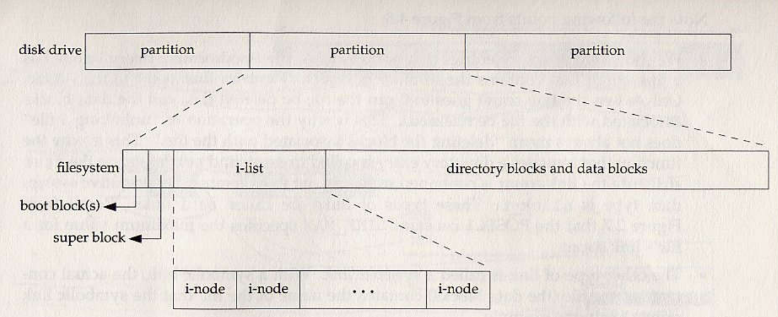 disk drive partition partition partition
filesystem i-list directory blocks and data blocks
boot block(s)
super block
i-node i-node . . . i-node